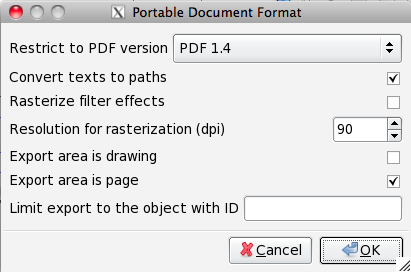 Portable Document Format
Restrict to PDF version PDF 1.4
Convert texts to paths
Rasterize filter effects
Resolution for rasterization (dpi) 90
Export area is drawing
Export area is page
Limit export to the object with ID
Cancel OK